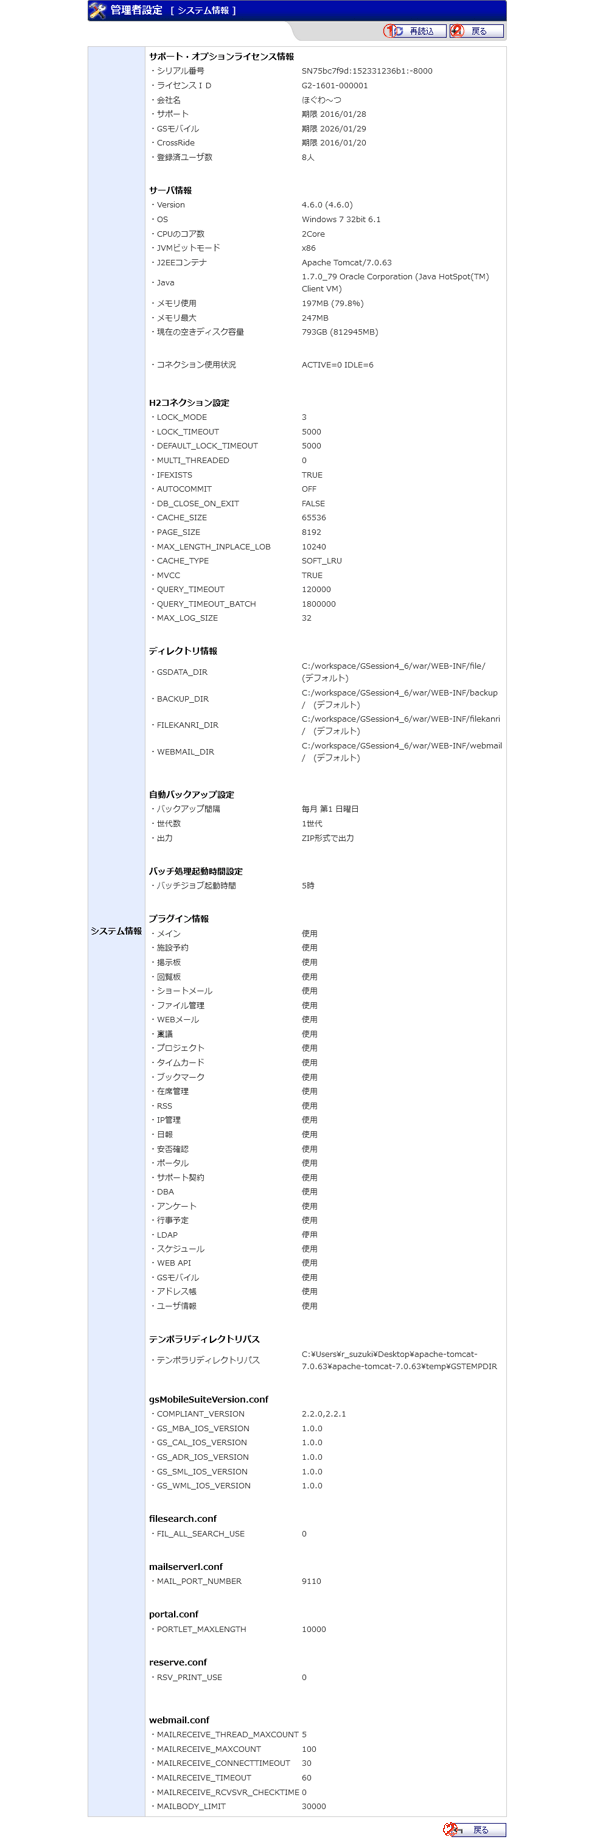 管理者設定 [ システム情報 ]
① 再読込 ② 戻る
サポート・オプションライセンス情報
・シリアル番号 SN75bc7f9d:152331236b1:-8000
・ライセンスＩＤ G2-1601-000001
・会社名 ほぐわ～つ
・サポート 期限 2016/01/28
・GSモバイル 期限 2026/01/29
・CrossRide 期限 2016/01/20
・登録済ユーザ数 8人
サーバ情報
・Version 4.6.0 (4.6.0)
・OS Windows 7 32bit 6.1
・CPUのコア数 2Core
・JVMビットモード x86
・J2EEコンテナ Apache Tomcat/7.0.63
・Java 1.7.0_79 Oracle Corporation (Java HotSpot(TM)
Client VM)
・メモリ使用 197MB (79.8%)
・メモリ最大 247MB
・現在の空きディスク容量 793GB (812945MB)
・コネクション使用状況 ACTIVE=0 IDLE=6
H2コネクション設定
・LOCK_MODE 3
・LOCK_TIMEOUT 5000
・DEFAULT_LOCK_TIMEOUT 5000
・MULTI_THREADED 0
・IFEXISTS TRUE
・AUTOCOMMIT OFF
・DB_CLOSE_ON_EXIT FALSE
・CACHE_SIZE 65536
・PAGE_SIZE 8192
・MAX_LENGTH_INPLACE_LOB 10240
・CACHE_TYPE SOFT_LRU
・MVCC TRUE
・QUERY_TIMEOUT 120000
・QUERY_TIMEOUT_BATCH 1800000
・MAX_LOG_SIZE 32
ディレクトリ情報
・GSDATA_DIR C:/workspace/GSession4_6/war/WEB-INF/file/
(デフォルト)
・BACKUP_DIR C:/workspace/GSession4_6/war/WEB-INF/backup
/ (デフォルト)
・FILEKANRI_DIR C:/workspace/GSession4_6/war/WEB-INF/filekanri
/ (デフォルト)
・WEBMAIL_DIR C:/workspace/GSession4_6/war/WEB-INF/webmail
/ (デフォルト)
自動バックアップ設定
・バックアップ間隔 毎月 第1 日曜日
・世代数 1世代
・出力 ZIP形式で出力
バッチ処理起動時間設定
・バッチジョブ起動時間 5時
プラグイン情報
システム情報
・メイン 使用
・施設予約 使用
・掲示板 使用
・回覧板 使用
・ショートメール 使用
・ファイル管理 使用
・WEBメール 使用
・稟議 使用
・プロジェクト 使用
・タイムカード 使用
・ブックマーク 使用
・在席管理 使用
・RSS 使用
・IP管理 使用
・日報 使用
・安否確認 使用
・ポータル 使用
・サポート契約 使用
・DBA 使用
・アンケート 使用
・行事予定 使用
・LDAP 使用
・スケジュール 使用
・WEB API 使用
・GSモバイル 使用
・アドレス帳 使用
・ユーザ情報 使用
テンポラリディレクトリパス
・テンポラリディレクトリパス C:¥Users¥r_suzuki¥Desktop¥apache-tomcat-
7.0.63¥apache-tomcat-7.0.63¥temp¥GSTEMPDIR
gsMobileSuiteVersion.conf
・COMPLIANT_VERSION 2.2.0,2.2.1
・GS_MBA_IOS_VERSION 1.0.0
・GS_CAL_IOS_VERSION 1.0.0
・GS_ADR_IOS_VERSION 1.0.0
・GS_SML_IOS_VERSION 1.0.0
・GS_WML_IOS_VERSION 1.0.0
filesearch.conf
・FIL_ALL_SEARCH_USE 0
mailserverl.conf
・MAIL_PORT_NUMBER 9110
portal.conf
・PORTLET_MAXLENGTH 10000
reserve.conf
・RSV_PRINT_USE 0
webmail.conf
・MAILRECEIVE_THREAD_MAXCOUNT 5
・MAILRECEIVE_MAXCOUNT 100
・MAILRECEIVE_CONNECTTIMEOUT 30
・MAILRECEIVE_TIMEOUT 60
・MAILRECEIVE_RCVSVR_CHECKTIME 0
・MAILBODY_LIMIT 30000
② 戻る